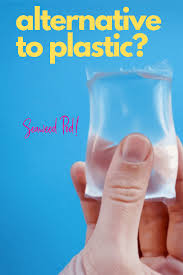 alternative
to plastic?
Seaweed Pod!